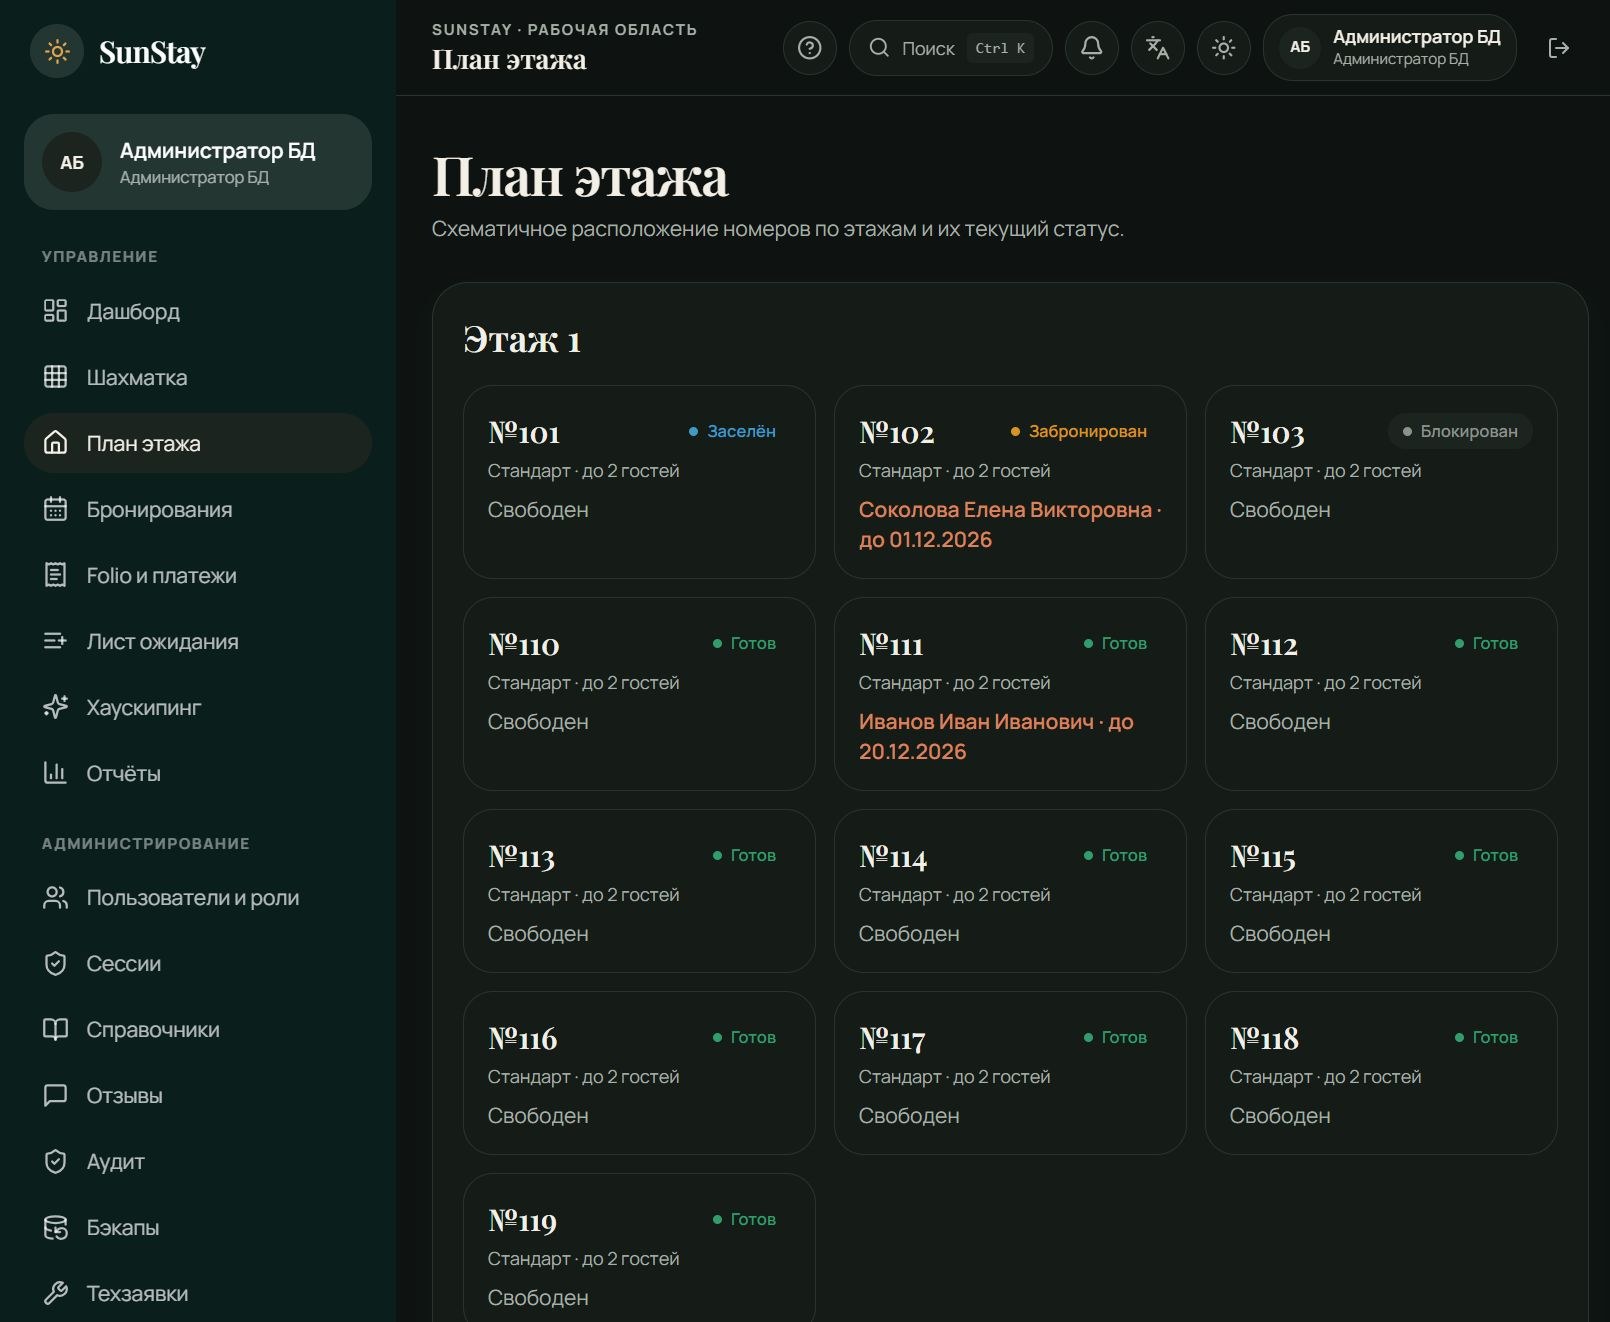 SunStay
АБ
Администратор БД
Администратор БД
УПРАВЛЕНИЕ
Дашборд
Шахматка
План этажа
Бронирования
Folio и платежи
Лист ожидания
Хаускипинг
Отчёты
АДМИНИСТРИРОВАНИЕ
Пользователи и роли
Сессии
Справочники
Отзывы
Аудит
Бэкапы
Техзаявки
SUNSTAY · РАБОЧАЯ ОБЛАСТЬ
План этажа
Поиск Ctrl K
АБ
Администратор БД
Администратор БД
План этажа
Схематичное расположение номеров по этажам и их текущий статус.
Этаж 1
№101 Заселён
Стандарт · до 2 гостей
Свободен
№102 Забронирован
Стандарт · до 2 гостей
Соколова Елена Викторовна ·
до 01.12.2026
№103 Блокирован
Стандарт · до 2 гостей
Свободен
№110 Готов
Стандарт · до 2 гостей
Свободен
№111 Готов
Стандарт · до 2 гостей
Иванов Иван Иванович · до
20.12.2026
№112 Готов
Стандарт · до 2 гостей
Свободен
№113 Готов
Стандарт · до 2 гостей
Свободен
№114 Готов
Стандарт · до 2 гостей
Свободен
№115 Готов
Стандарт · до 2 гостей
Свободен
№116 Готов
Стандарт · до 2 гостей
Свободен
№117 Готов
Стандарт · до 2 гостей
Свободен
№118 Готов
Стандарт · до 2 гостей
Свободен
№119 Готов
Стандарт · до 2 гостей
Свободен